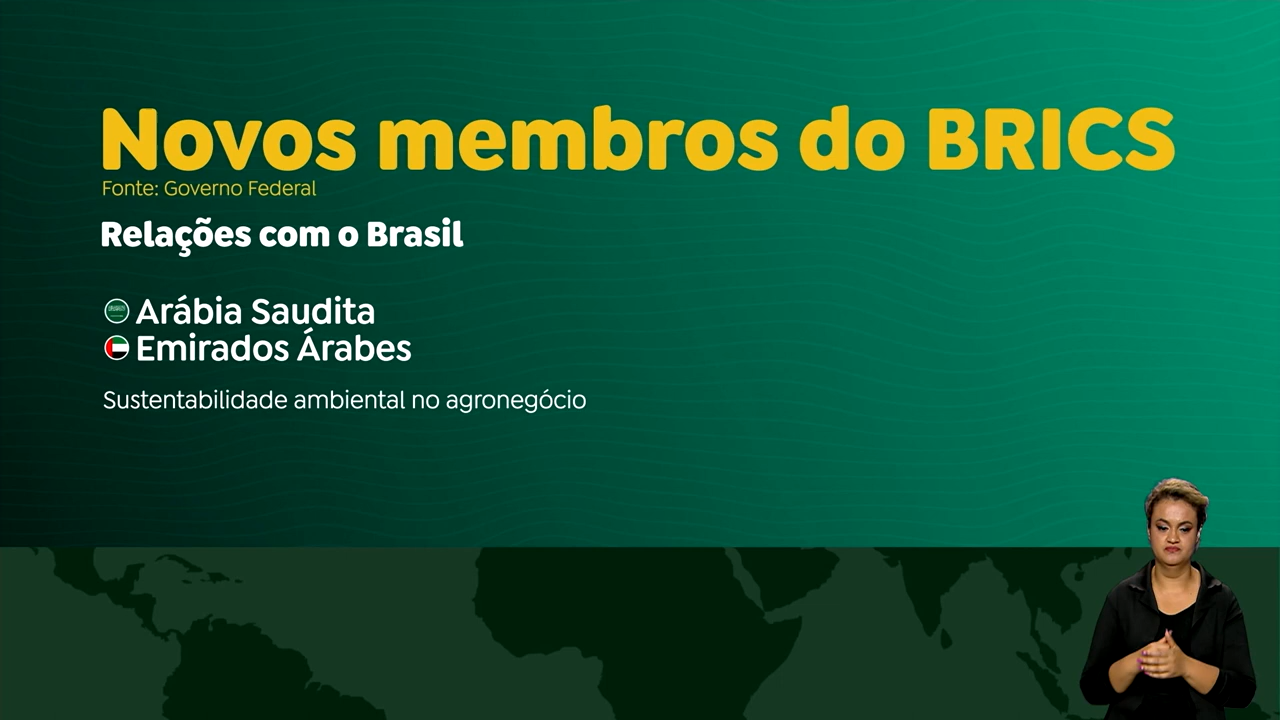 Novos membros do BRICS
Fonte: Governo Federal
Relações com o Brasil
Arábia Saudita
Emirados Árabes
Sustentabilidade ambiental no agronegócio